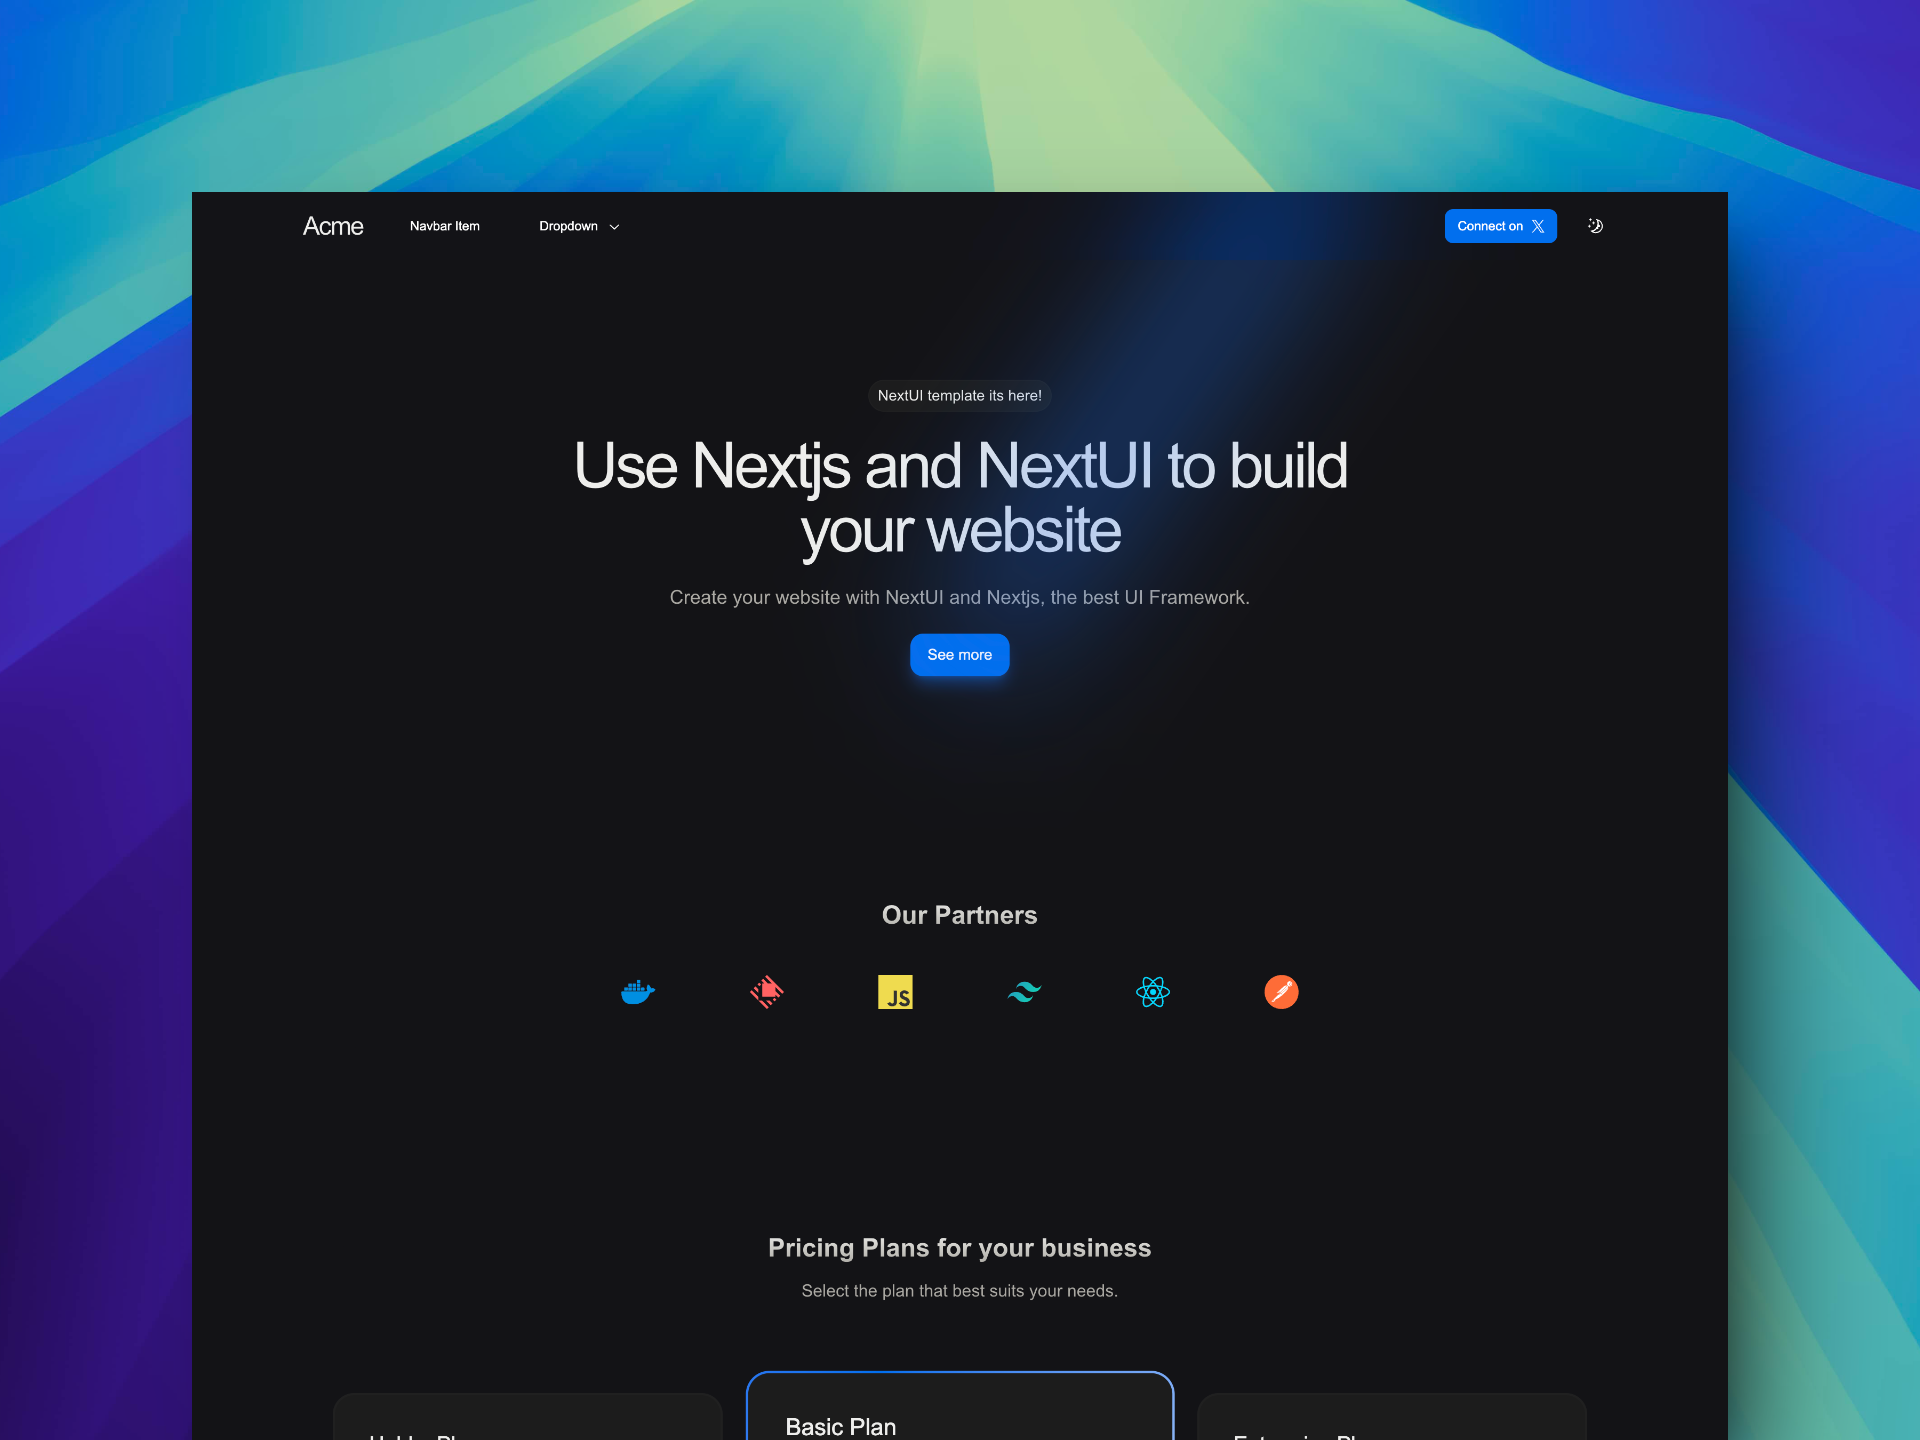 Acme
Navbar Item
Dropdown
Connect on X
NextUI template its here!
Use Nextjs and NextUI to build
your website
Create your website with NextUI and Nextjs, the best UI Framework.
See more
Our Partners
JS
Pricing Plans for your business
Select the plan that best suits your needs.
Basic Plan